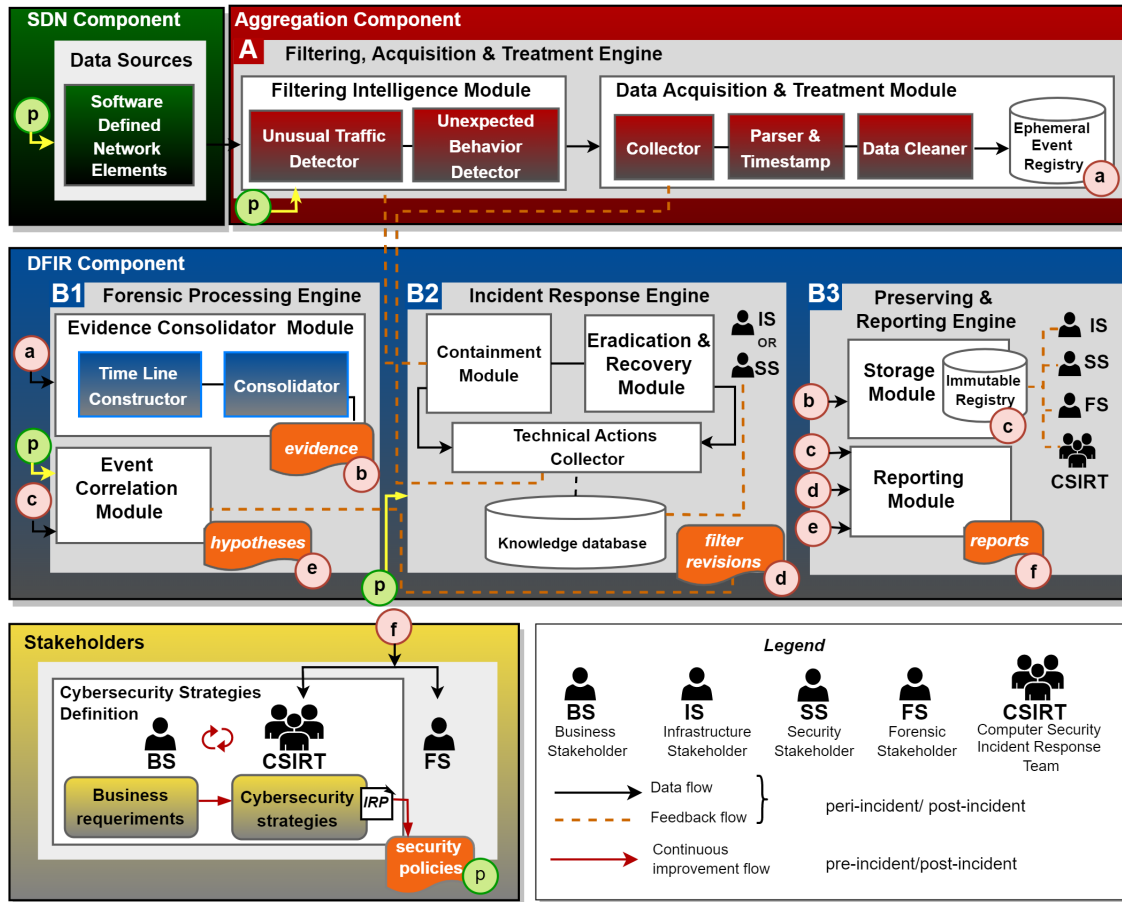 SDN Component
Data Sources
p
Software
Defined
Network
Elements
Aggregation Component
A
Filtering, Acquisition & Treatment Engine
Filtering Intelligence Module
Unusual Traffic
Detector
Unexpected
Behavior
Detector
p
Data Acquisition & Treatment Module
Collector
Parser &
Timestamp
Data Cleaner
Ephemeral
Event
Registry
a
DFIR Component
B1
Forensic Processing Engine
Evidence Consolidator Module
a
Time Line
Constructor
Consolidator
evidence
b
p
c
Event
Correlation
Module
hypotheses
e
B2
Incident Response Engine
Containment
Module
Eradication &
Recovery
Module
IS
OR
SS
Technical Actions
Collector
Knowledge database
p
filter
revisions
d
B3
Preserving &
Reporting Engine
b
Storage
Module
Immutable
Registry
c
IS
SS
FS
CSIRT
c
d
e
Reporting
Module
reports
f
Stakeholders
f
Cybersecurity Strategies
Definition
BS
CSIRT
FS
Business
requeriments
Cybersecurity
strategies
IRP
security
policies
p
Legend
BS
Business
Stakeholder
IS
Infrastructure
Stakeholder
SS
Security
Stakeholder
FS
Forensic
Stakeholder
CSIRT
Computer Security
Incident Response
Team
Data flow
Feedback flow
peri-incident/ post-incident
Continuous
improvement flow
pre-incident/post-incident